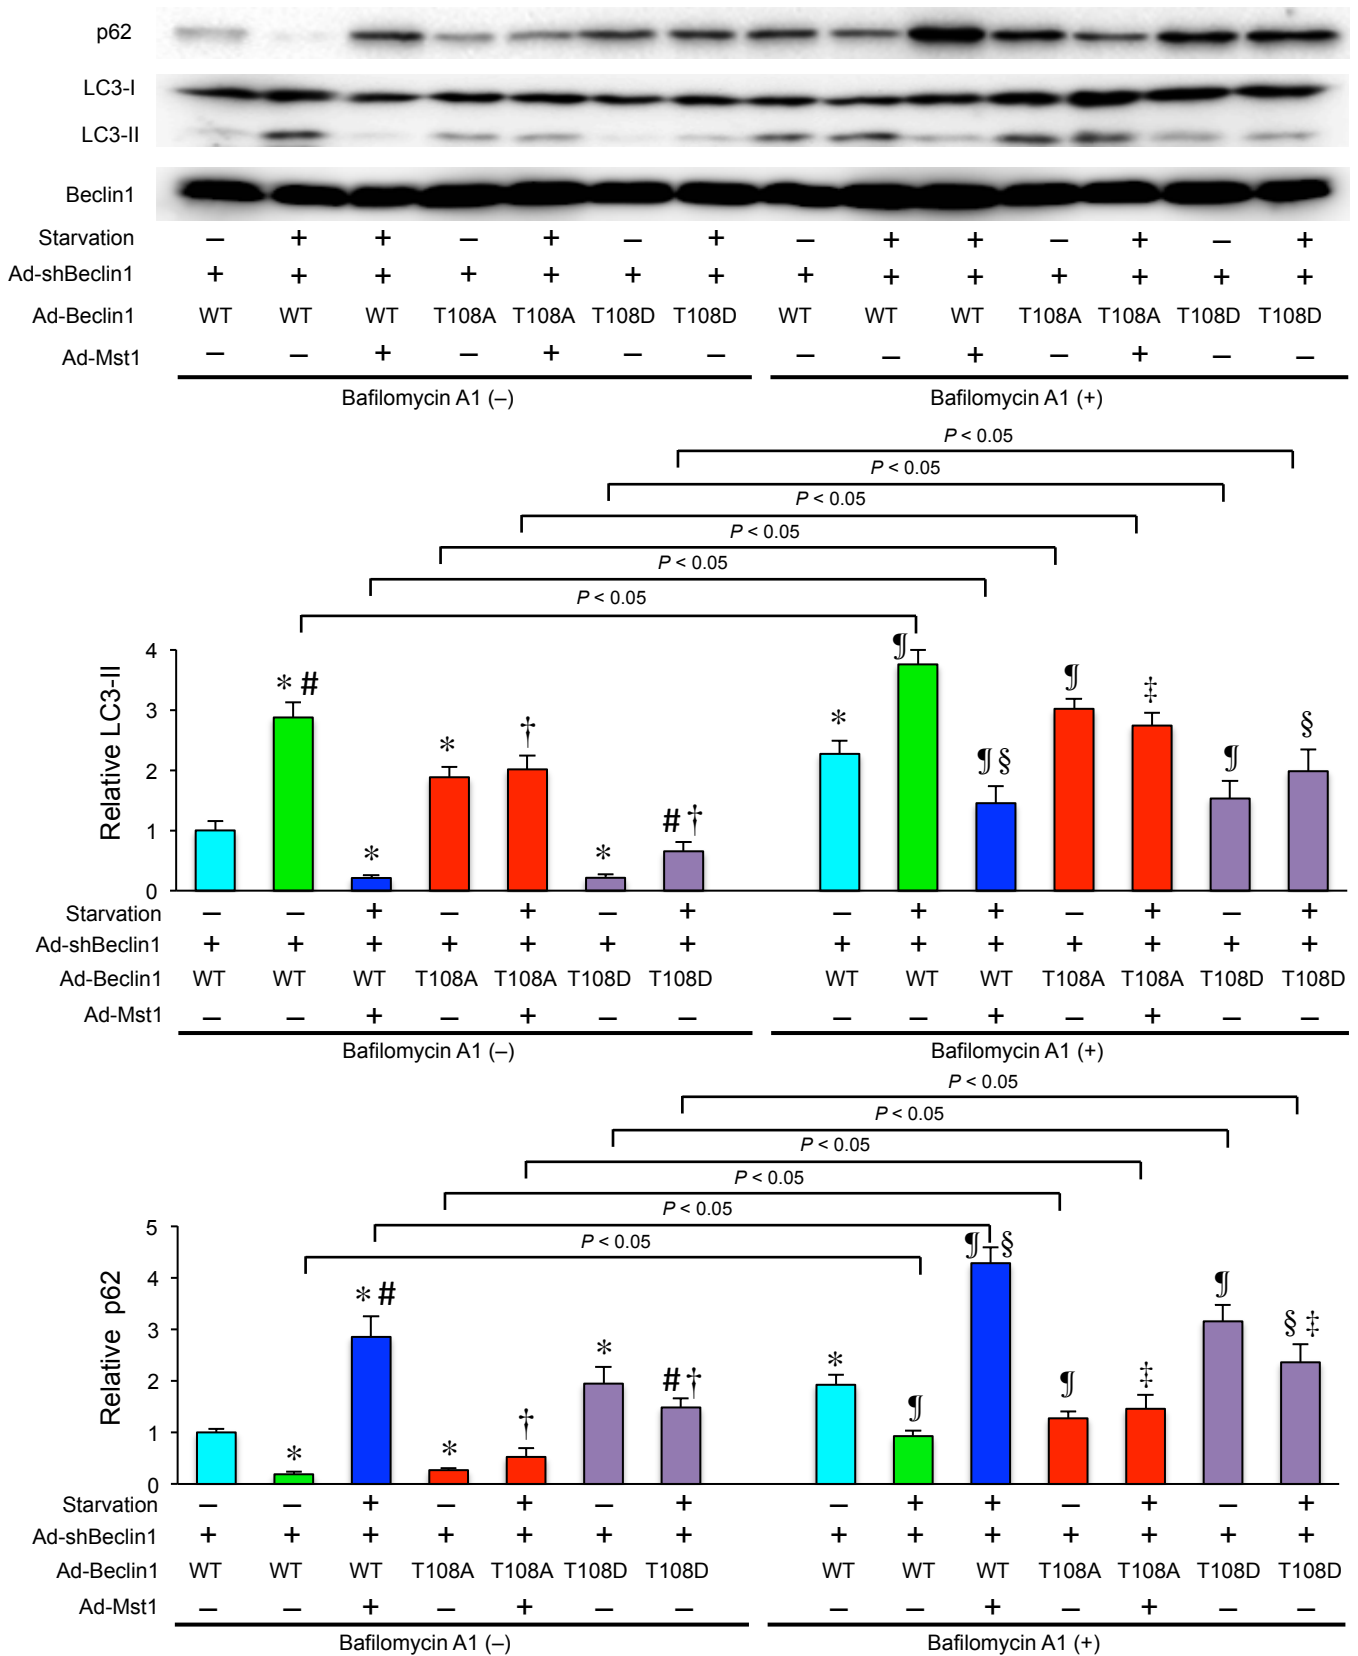 p62
LC3-I
LC3-II
Beclin1
Starvation – + + – + – + – + + – + – +
Ad-shBeclin1 + + + + + + + + + + + + + +
Ad-Beclin1 WT WT WT T108A T108A T108D T108D WT WT WT T108A T108A T108D T108D
Ad-Mst1 – – + – + – – – – + – + – –
Bafilomycin A1 (–) Bafilomycin A1 (+)
P < 0.05
P < 0.05
P < 0.05
P < 0.05
P < 0.05
P < 0.05
Relative LC3-II
4
3
2
1
0
* # * * † * # † * ¶ ¶ § ¶ ‡ ¶ §
Starvation – – + – + – + – + + – + – +
Ad-shBeclin1 + + + + + + + + + + + + + +
Ad-Beclin1 WT WT WT T108A T108A T108D T108D WT WT WT T108A T108A T108D T108D
Ad-Mst1 – – + – + – – – – + – + – –
Bafilomycin A1 (–) Bafilomycin A1 (+)
P < 0.05
P < 0.05
P < 0.05
P < 0.05
P < 0.05
P < 0.05
Relative p62
5
4
3
2
1
0
* * # * † * # † * ¶ ¶ § ¶ ‡ ¶ § ‡
Starvation – – + – + – + – + + – + – +
Ad-shBeclin1 + + + + + + + + + + + + + +
Ad-Beclin1 WT WT WT T108A T108A T108D T108D WT WT WT T108A T108A T108D T108D
Ad-Mst1 – – + – + – – – – + – + – –
Bafilomycin A1 (–) Bafilomycin A1 (+)